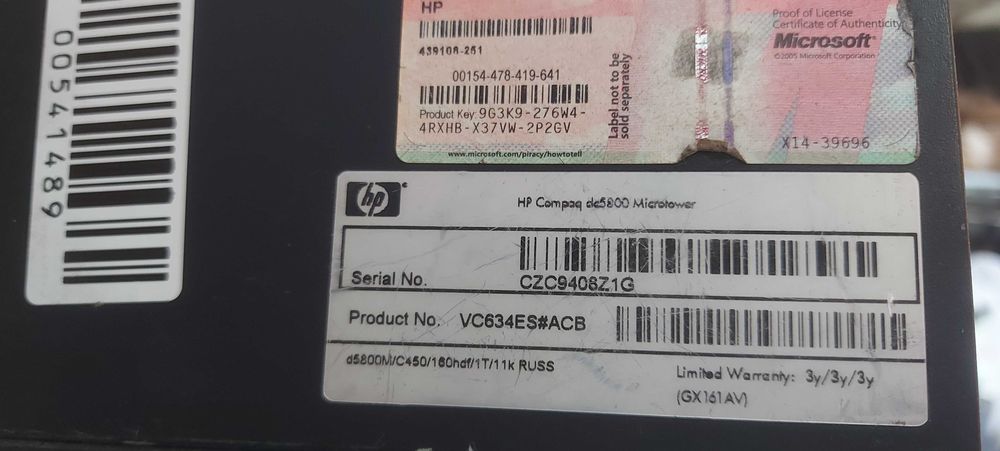 00541489
HP
439108-251
00154-478-419-641
Product Key: 9G3K9-276W4-
4RXHB-X37VW-2P2GV
www.microsoft.com/piracy/howtotell
Label not to be
sold separately
Proof of License
Certificate of Authenticity
Microsoft®
©2005 Microsoft Corporation
X14-39696
hp
HP Compaq dc5800 Microtower
Serial No.
CZC9408Z1G
Product No. VC634ES#ACB
d5800M/C450/160hdf/1T/11k RUSS
Limited Warranty: 3y/3y/3y
(GX161AV)